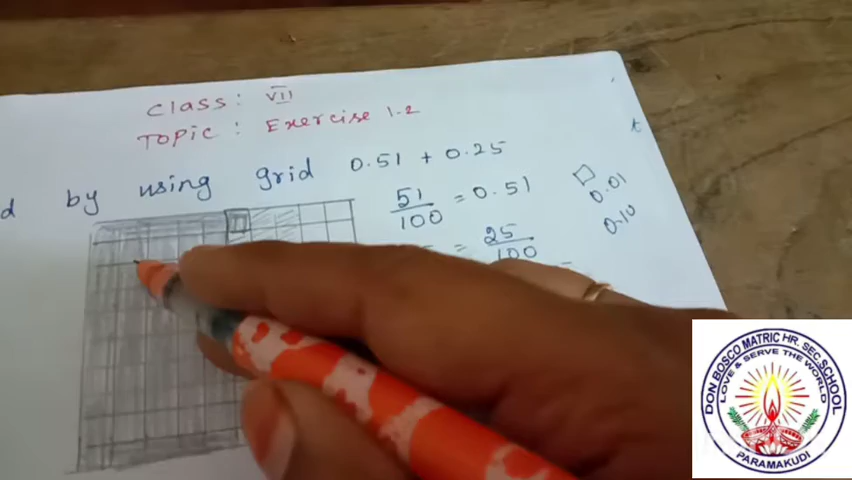 class: VII
Topic: Exercise 1.2
d by using grid 0.51 + 0.25
51/100 = 0.51
= 25/100
0.01
0.10
DON BOSCO MATRIC HR. SEC. SCHOOL
LOVE & SERVE THE WORLD
PARAMAKUDI